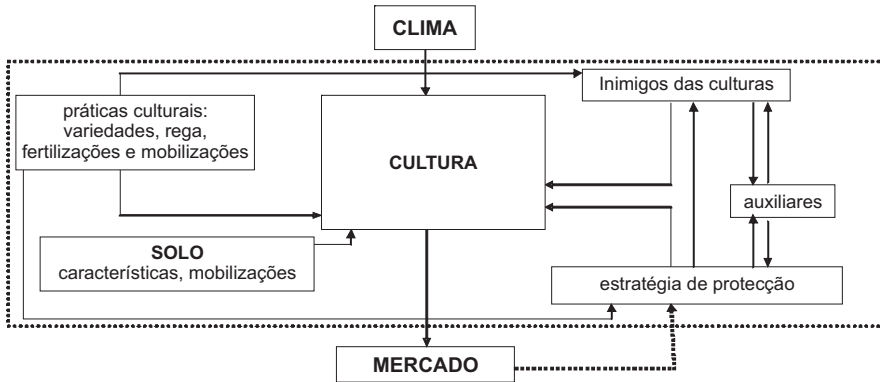 CLIMA
Inimigos das culturas
práticas culturais:
variedades, rega,
fertilizações e mobilizações
CULTURA
auxiliares
SOLO
características, mobilizações
estratégia de protecção
MERCADO